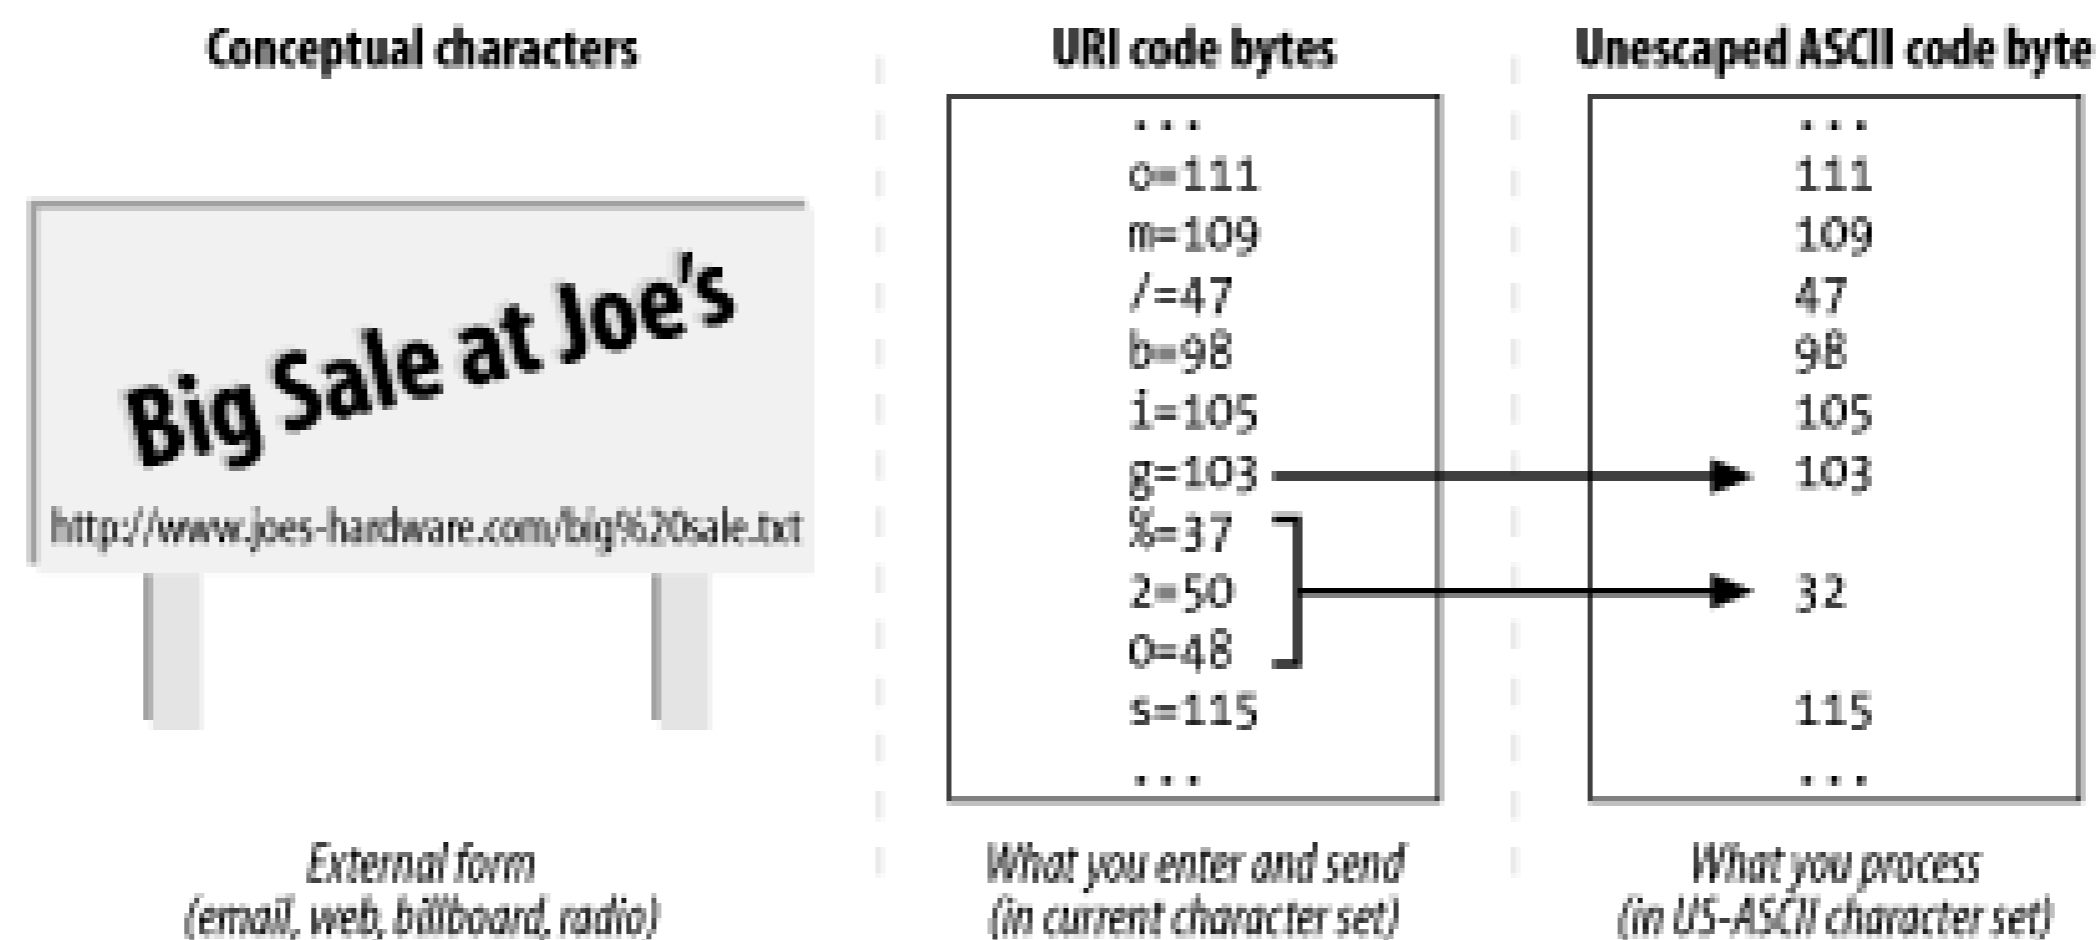 Conceptual characters
Big Sale at Joe's
http://www.joes-hardware.com/big%20sale.txt
External form
(email, web, billboard, radio)
URI code bytes
...
o=111
m=109
/=47
b=98
i=105
g=103
%=37
2=50
0=48
s=115
...
What you enter and send
(in current character set)
Unescaped ASCII code byte
...
111
109
47
98
105
103
32
115
...
What you process
(in US-ASCII character set)